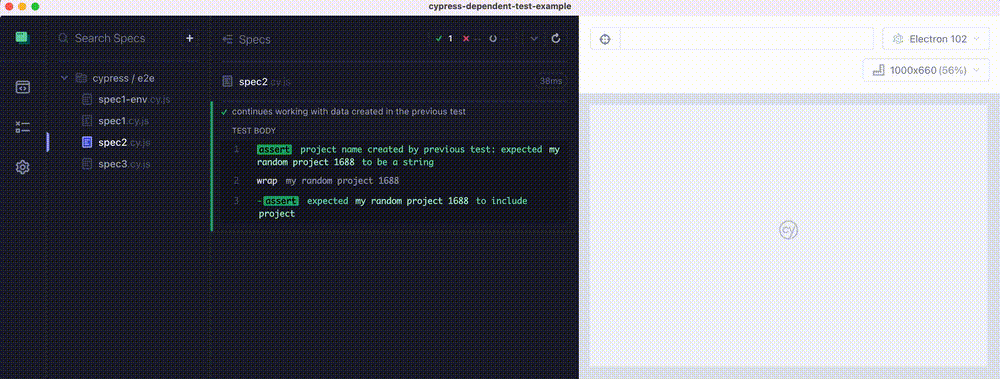 cypress-dependent-test-example
Search Specs +
Specs
1 -- --
Electron 102
1000x660 (56%)
cypress / e2e
spec1-env.cy.js
spec1.cy.js
spec2.cy.js
spec3.cy.js
spec2.cy.js
38ms
continues working with data created in the previous test
TEST BODY
1 assert project name created by previous test: expected my
random project 1688 to be a string
2 wrap my random project 1688
3 -assert expected my random project 1688 to include
project
cy